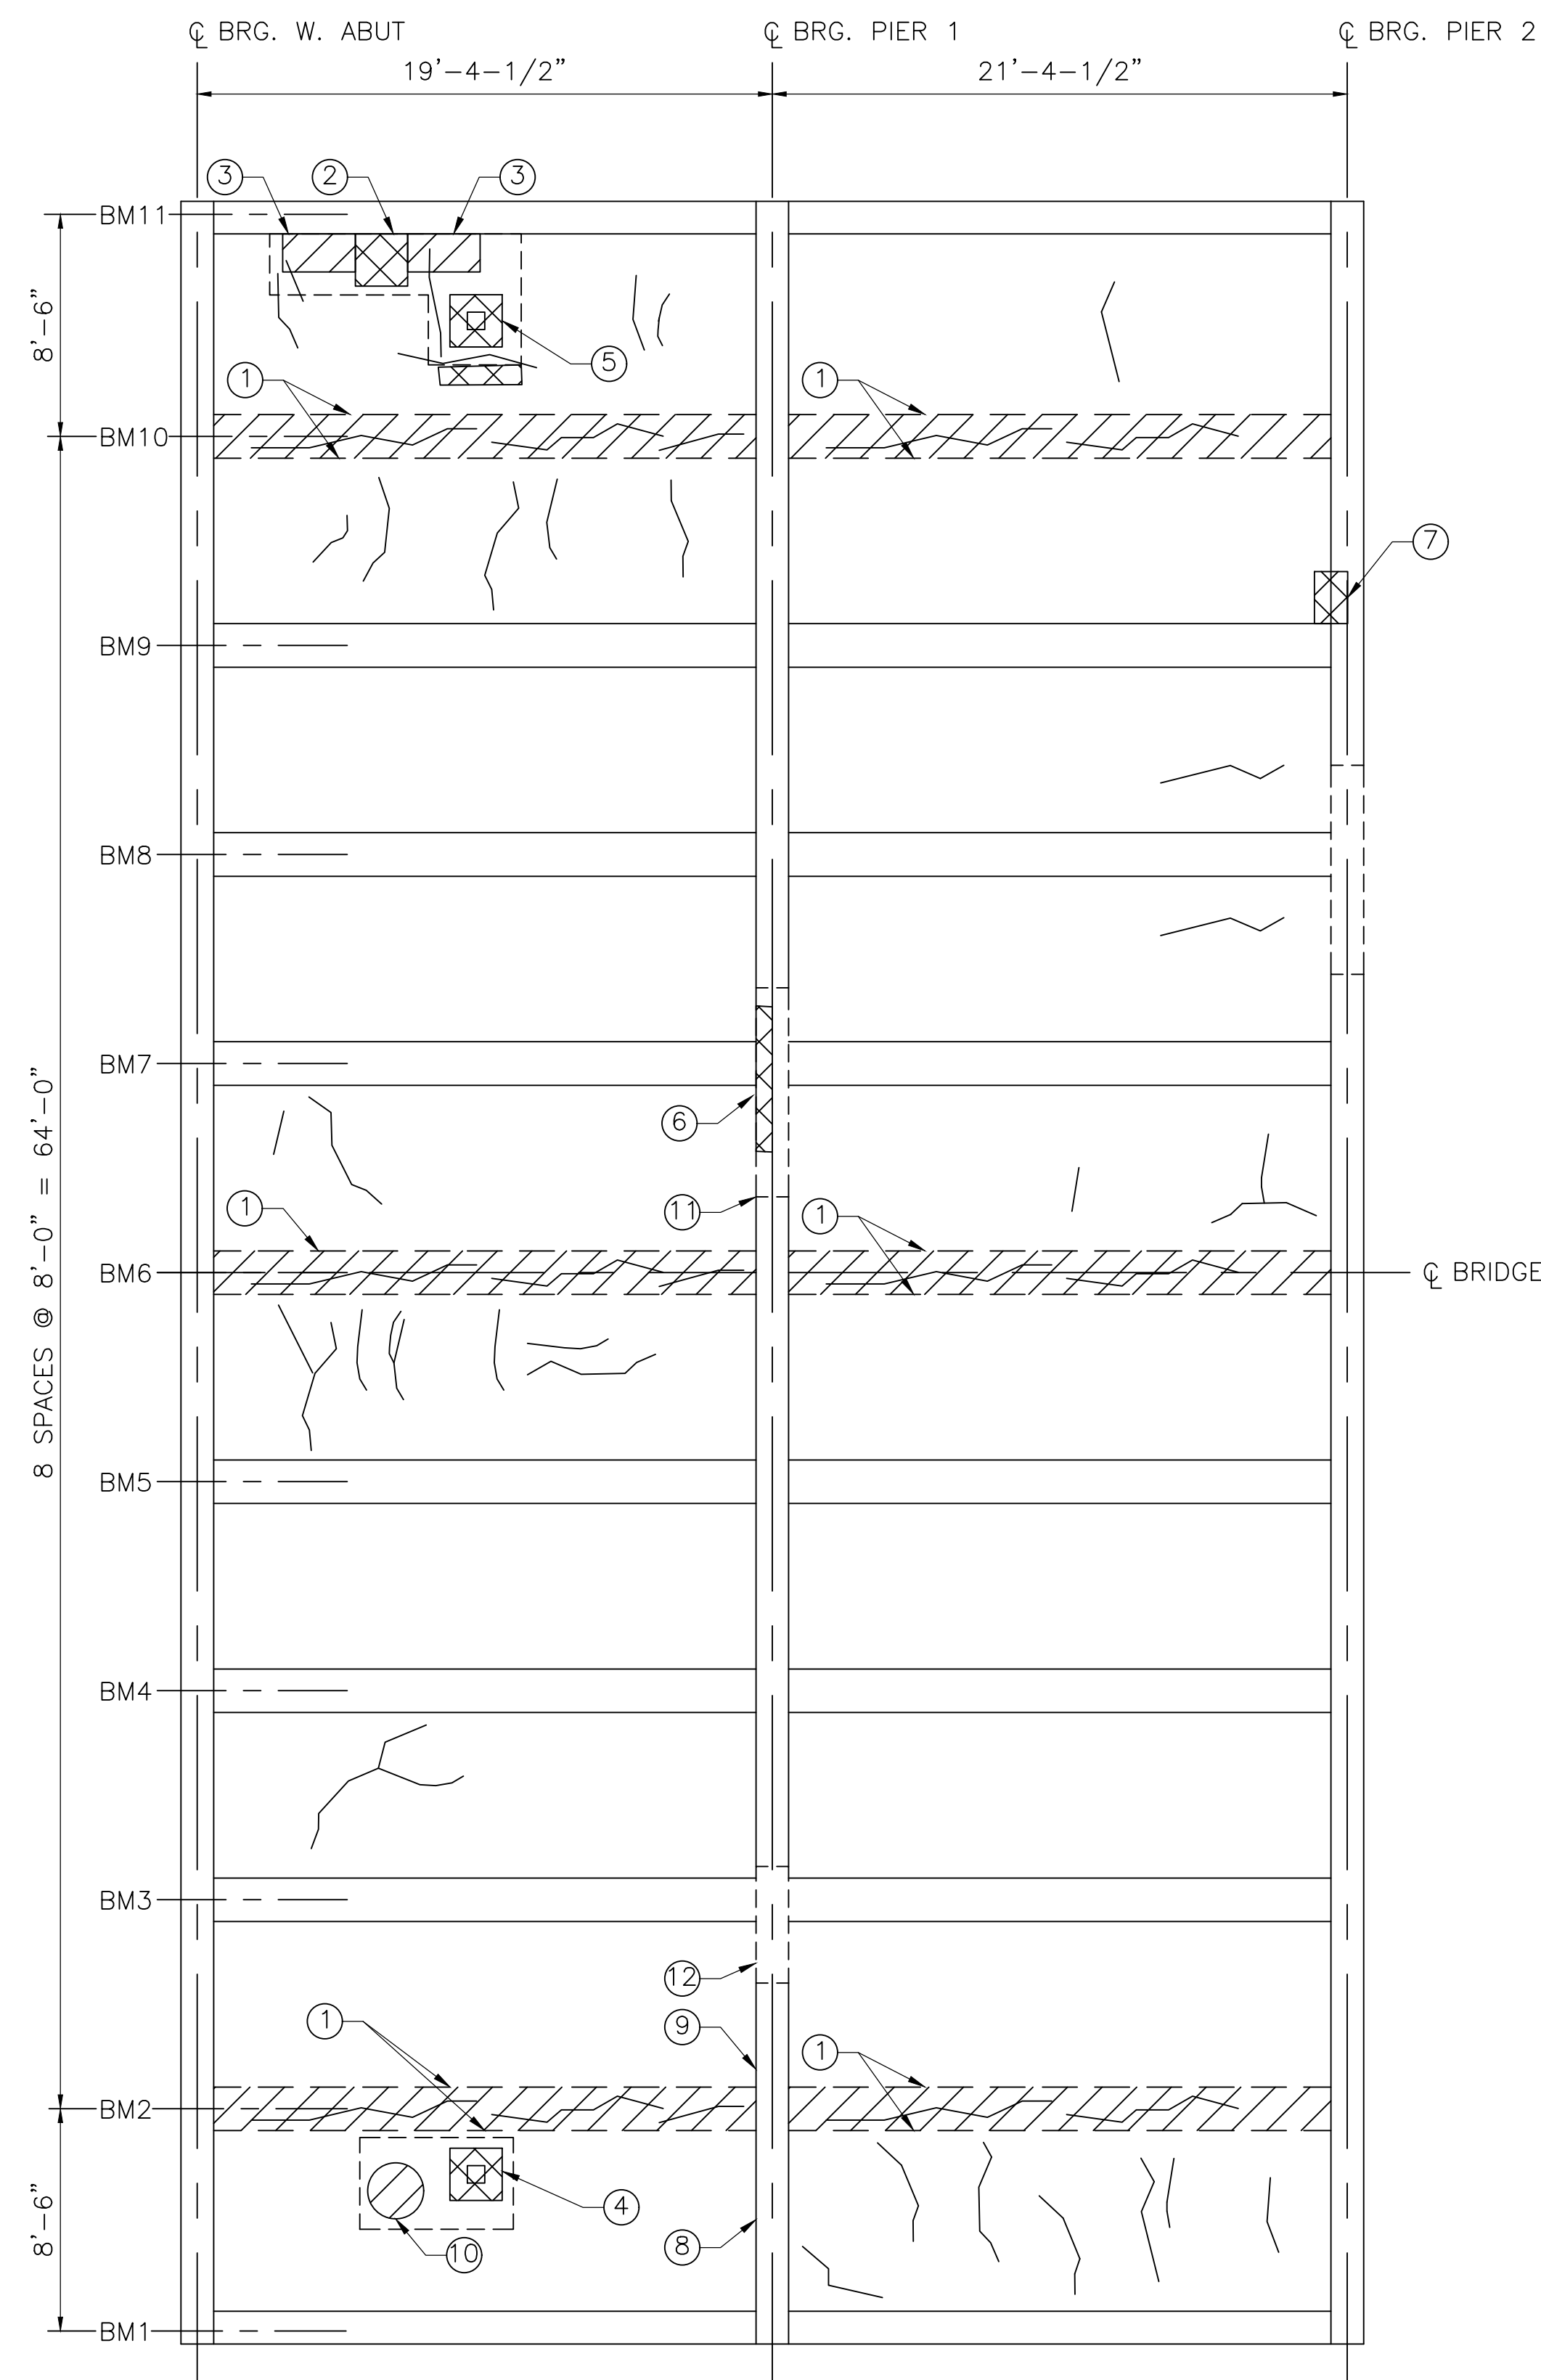 ℄ BRG. W. ABUT
℄ BRG. PIER 1
℄ BRG. PIER 2
19'-4-1/2"
21'-4-1/2"
3
2
3
BM11
8'-6"
5
1
1
BM10
7
BM9
BM8
BM7
8 SPACES @ 8'-0" = 64'-0"
6
1
11
1
BM6
℄ BRIDGE
BM5
BM4
BM3
12
1
9
1
BM2
4
8'-6"
10
8
BM1